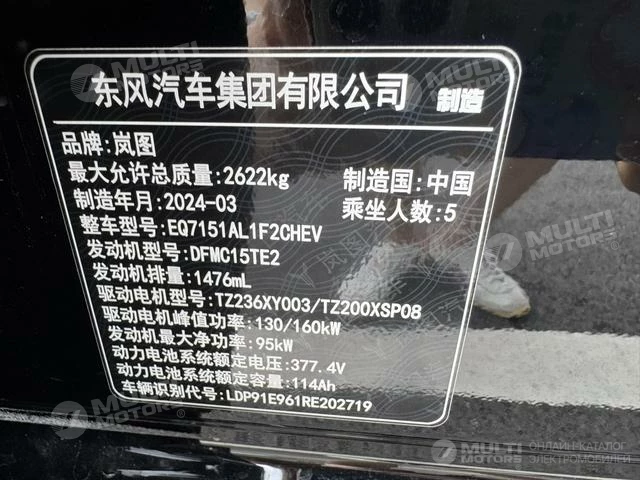 东风汽车集团有限公司 制造
品牌:岚图
最大允许总质量:2622kg
制造国:中国
制造年月:2024-03
乘坐人数:5
整车型号:EQ7151AL1F2CHEV
发动机型号:DFMC15TE2
发动机排量:1476mL
驱动电机型号:TZ236XY003/TZ200XSP08
驱动电机峰值功率:130/160kW
发动机最大净功率:95kW
动力电池系统额定电压:377.4V
动力电池系统额定容量:114Ah
车辆识别代号:LDP91E961RE202719
MULTI MOTORS
ОНЛАЙН-КАТАЛОГ
ЭЛЕКТРОМОБИЛЕЙ